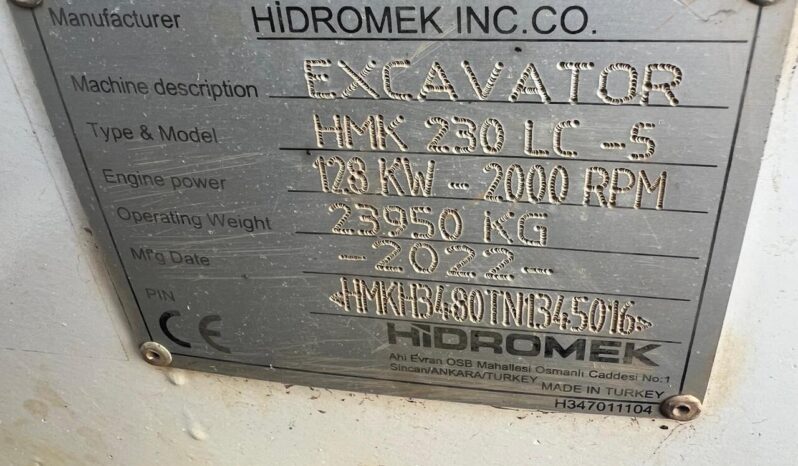 Manufacturer HİDROMEK INC.CO.
Machine description EXCAVATOR
Type & Model HMK 230 LC -5
Engine power 128 KW - 2000 RPM
Operating Weight 23950 KG
Mfg Date -2022-
PIN <HMKH3480TN1345016>
CE HİDROMEK
Ahi Evran OSB Mahallesi Osmanlı Caddesi No:1
Sincan/ANKARA/TURKEY
MADE IN TURKEY
H347011104